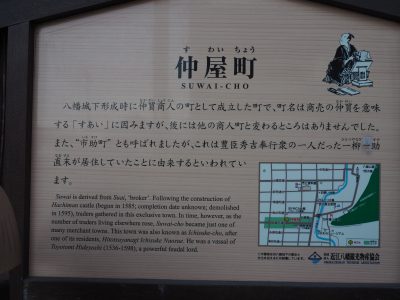 すわいちょう
仲屋町
SUWAI-CHO
八幡城下形成時に仲買商人の町として成立した町で、町名は商売の仲買を意味
する「すあい」に因みますが、後には他の商人町と変わるところはありませんでした。
また、“市助町”とも呼ばれましたが、これは豊臣秀吉奉行衆の一人だった一柳一助
直末が居住していたことに由来するといわれてい
ます。
Suwai is derived from Suai, 'broker'. Following the construction of
Hachiman castle (begun in 1585; completion date unknown; demolished
in 1595), traders gathered in this exclusive town. In time, however, as the
number of traders living elsewhere rose, Suwai-cho became just one of
many merchant towns. This town was also known as Ichisuke-cho, after
one of its residents, Hitotsuyanagi Ichisuke Naosue. He was a vassal of
Toyotomi Hideyoshi (1536-1598), a powerful feudal lord.
近江八幡観光物産協会